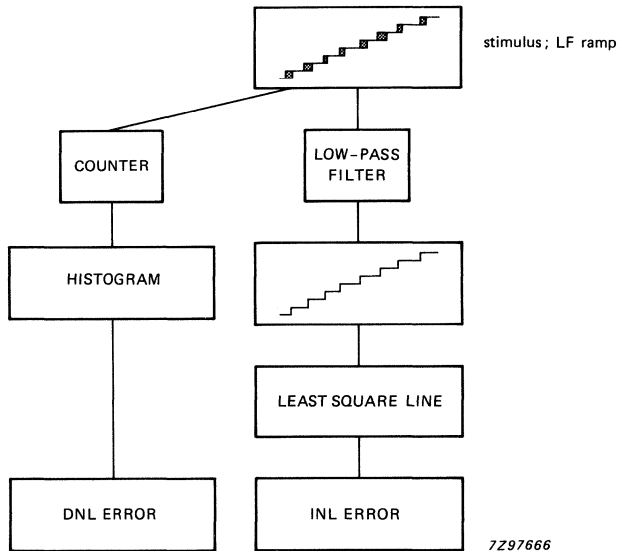 stimulus; LF ramp
COUNTER
LOW-PASS
FILTER
HISTOGRAM
LEAST SQUARE LINE
DNL ERROR
INL ERROR
7Z97666